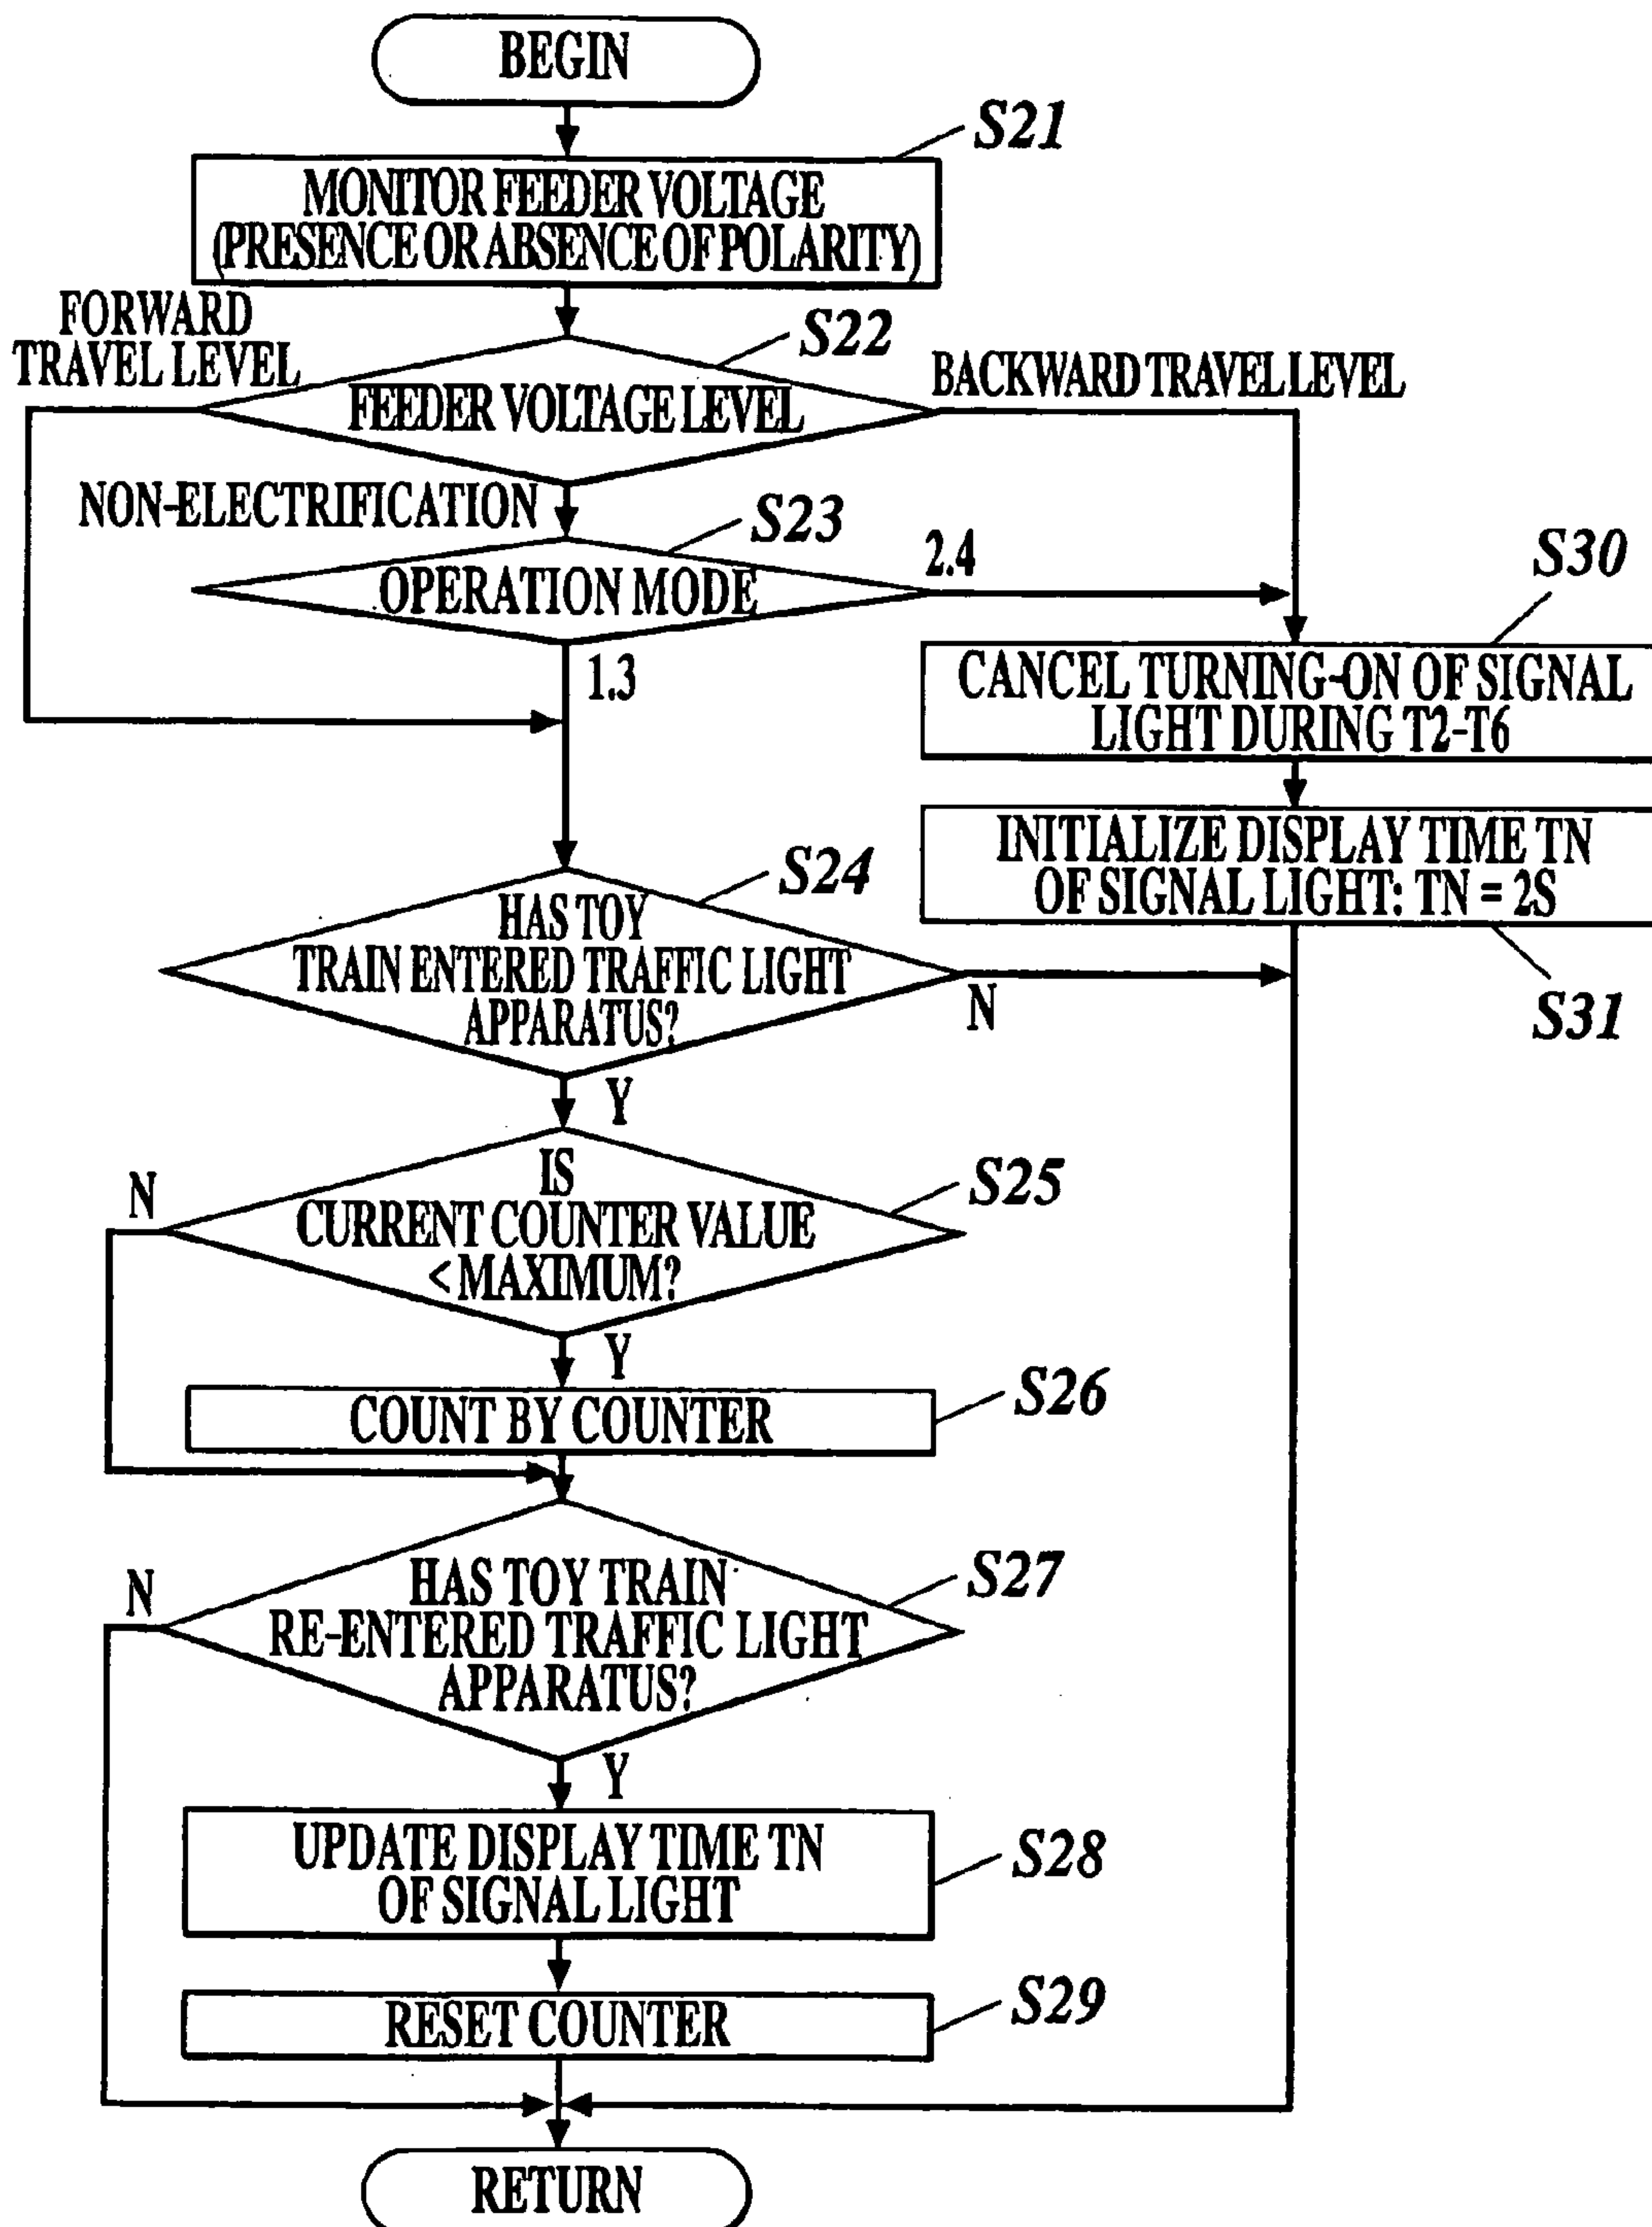 BEGIN
S21
MONITOR FEEDER VOLTAGE
(PRESENCE OR ABSENCE OF POLARITY)
FORWARD
TRAVEL LEVEL
S22
FEEDER VOLTAGE LEVEL
BACKWARD TRAVEL LEVEL
NON-ELECTRIFICATION
S23
OPERATION MODE
2.4
1.3
S30
CANCEL TURNING-ON OF SIGNAL
LIGHT DURING T2-T6
INITIALIZE DISPLAY TIME TN
OF SIGNAL LIGHT: TN = 2S
S31
S24
HAS TOY
TRAIN ENTERED TRAFFIC LIGHT
APPARATUS?
N
Y
S25
IS
CURRENT COUNTER VALUE
< MAXIMUM?
N
Y
S26
COUNT BY COUNTER
S27
HAS TOY TRAIN
RE-ENTERED TRAFFIC LIGHT
APPARATUS?
N
Y
UPDATE DISPLAY TIME TN
OF SIGNAL LIGHT
S28
RESET COUNTER
S29
RETURN